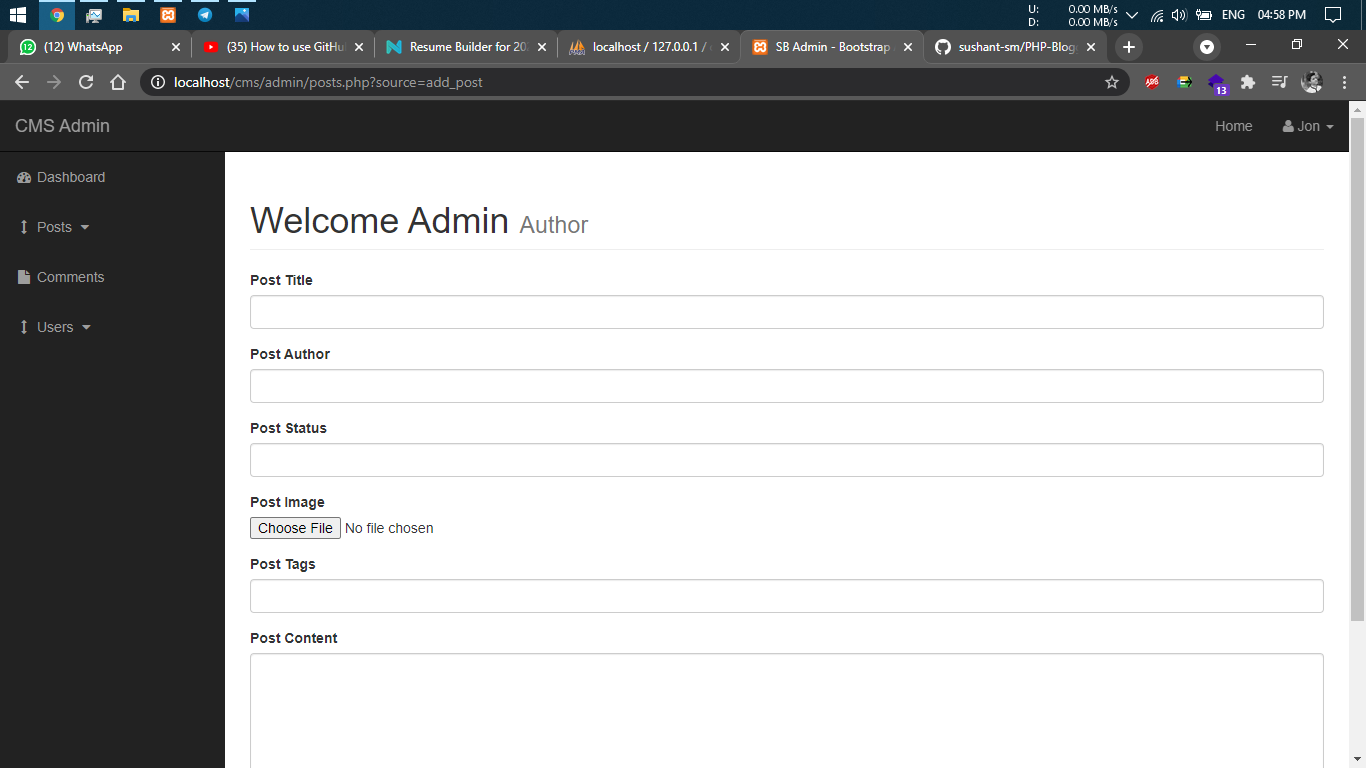 U: 0.00 MB/s
D: 0.00 MB/s
ENG 04:58 PM
(12) WhatsApp
(35) How to use GitHu
Resume Builder for 20
localhost / 127.0.0.1 /
SB Admin - Bootstrap
sushant-sm/PHP-Blog
localhost/cms/admin/posts.php?source=add_post
ABP
13
CMS Admin
Home
Jon
Dashboard
Posts
Comments
Users
Welcome Admin Author
Post Title
Post Author
Post Status
Post Image
Choose File No file chosen
Post Tags
Post Content